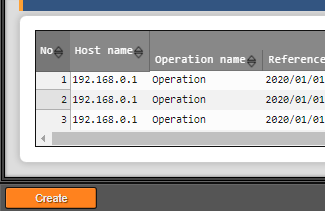 No Host name Operation name Reference
1 192.168.0.1 Operation 2020/01/01
2 192.168.0.1 Operation 2020/01/01
3 192.168.0.1 Operation 2020/01/01
Create